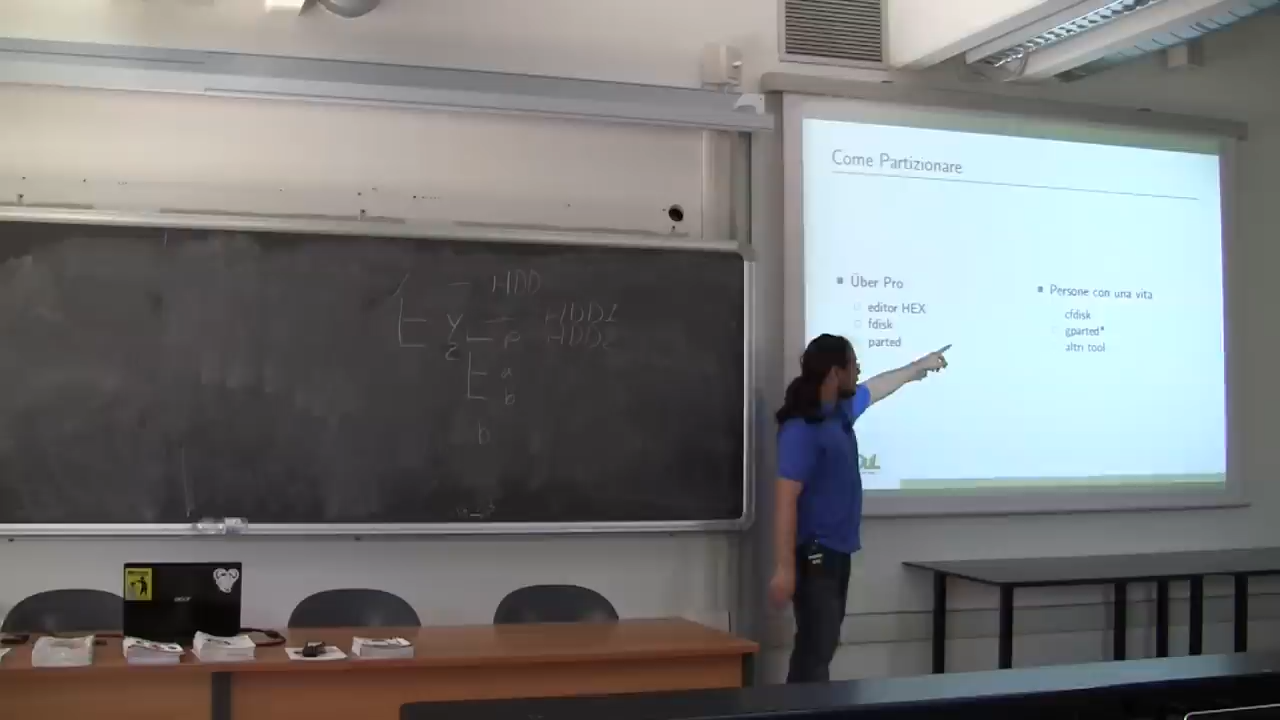 HDD
y HDD1
z p HDD2
a
b
b
Come Partizionare
Über Pro
editor HEX
fdisk
parted
Persone con una vita
cfdisk
gparted*
altri tool
acer